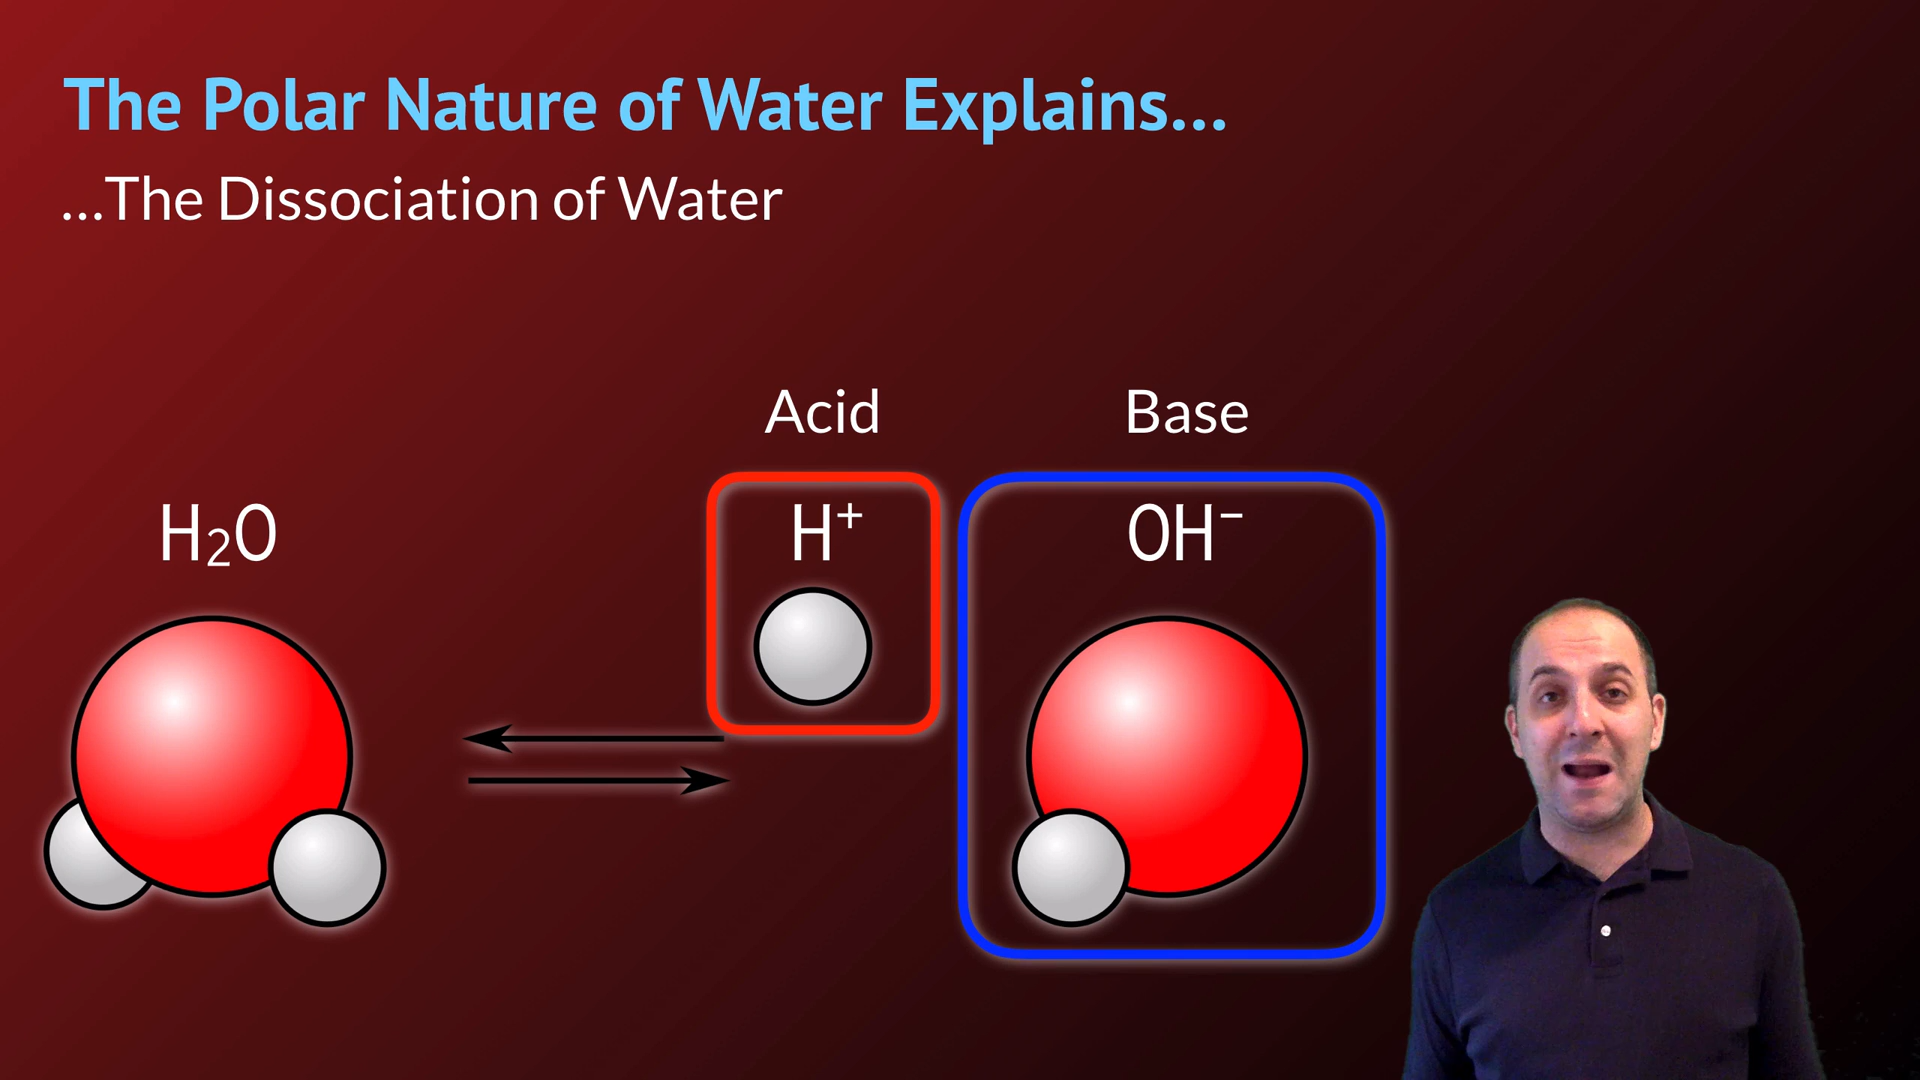 The Polar Nature of Water Explains...
...The Dissociation of Water
Acid
Base
H₂O
H⁺
OH⁻